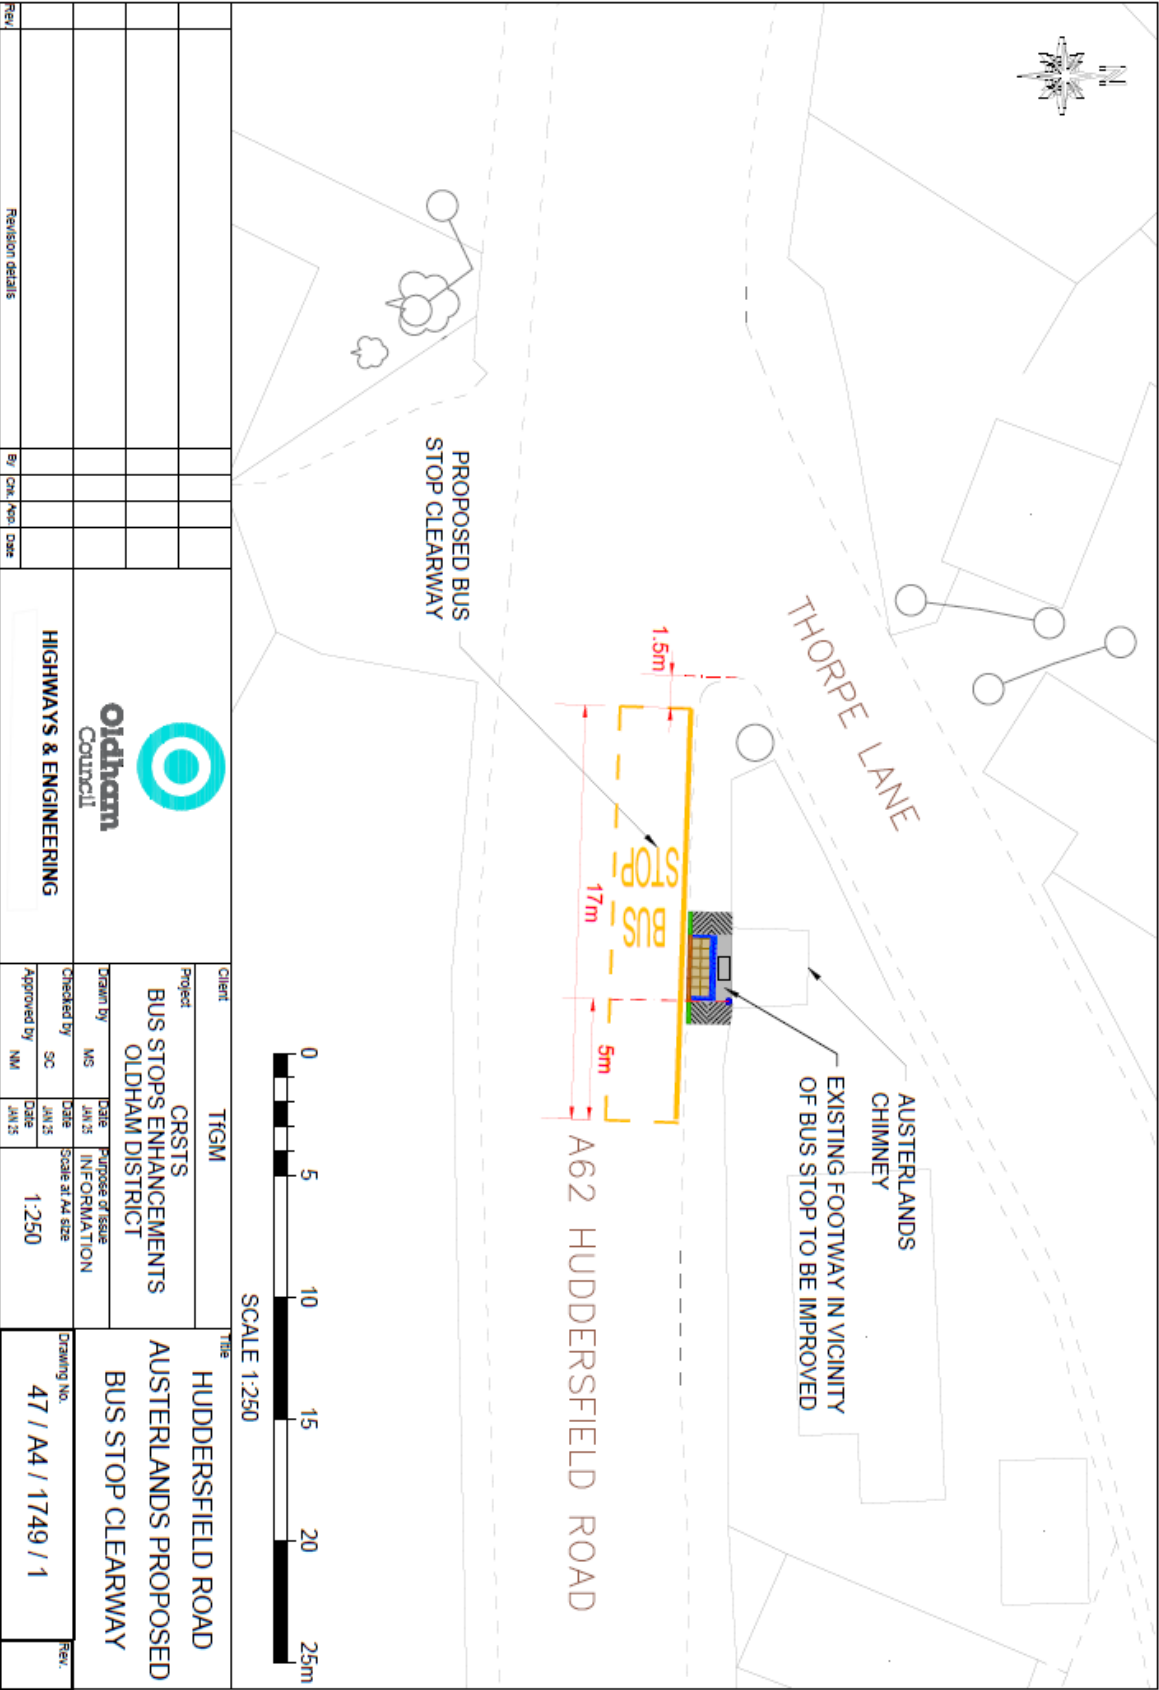 N
THORPE LANE
AUSTERLANDS
CHIMNEY
EXISTING FOOTWAY IN VICINITY
OF BUS STOP TO BE IMPROVED
1.5m
BUS
STOP
17m
5m
A62 HUDDERSFIELD ROAD
PROPOSED BUS
STOP CLEARWAY
0
5
10
15
20
25m
SCALE 1:250
Rev.
Revision details
By
Chk.
App.
Date
Oldham
Council
HIGHWAYS & ENGINEERING
Client
TfGM
Project
CRSTS
BUS STOPS ENHANCEMENTS
OLDHAM DISTRICT
Drawn by
MS
Date
JAN 25
Purpose of issue
INFORMATION
Checked by
SC
Date
JAN 25
Scale at A4 size
1:250
Approved by
NM
Date
JAN 25
Title
HUDDERSFIELD ROAD
AUSTERLANDS PROPOSED
BUS STOP CLEARWAY
Drawing No.
47 / A4 / 1749 / 1
Rev.